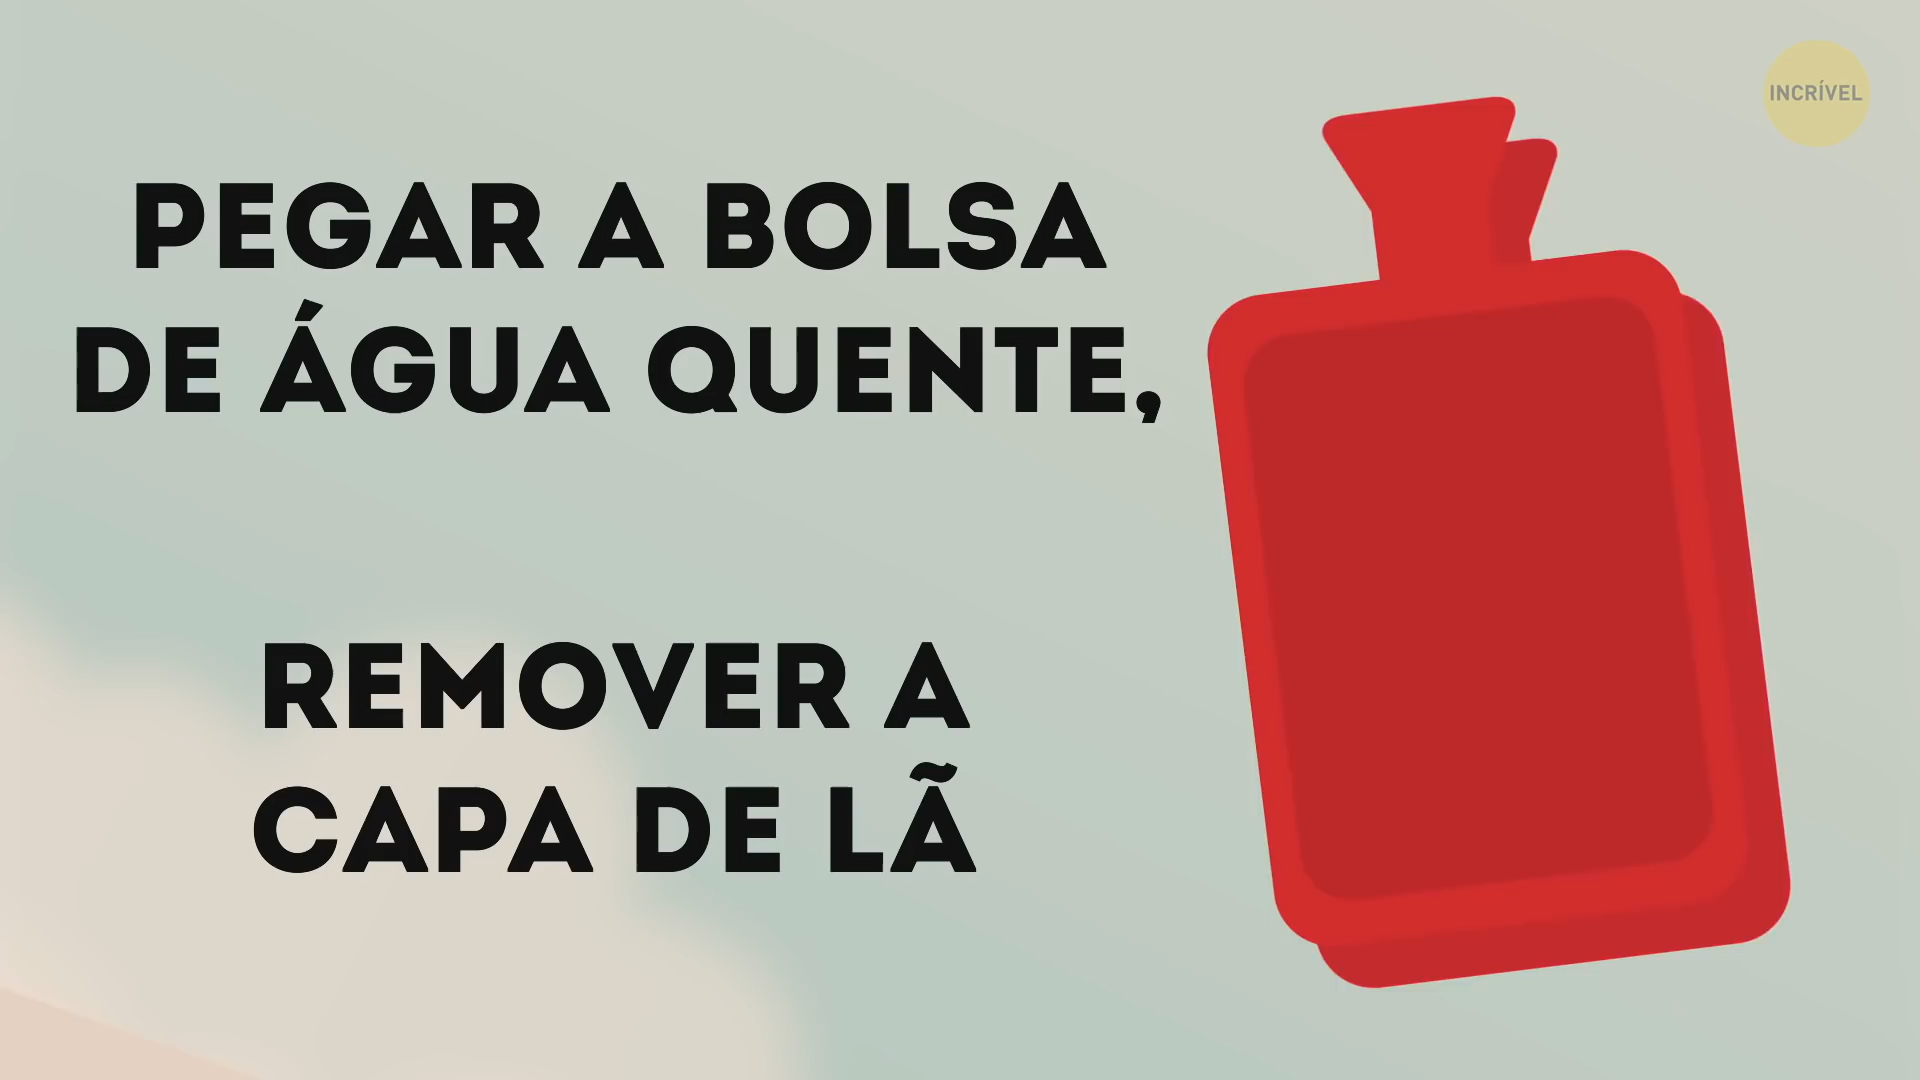 INCRÍVEL
PEGAR A BOLSA
DE ÁGUA QUENTE,
REMOVER A
CAPA DE LÃ